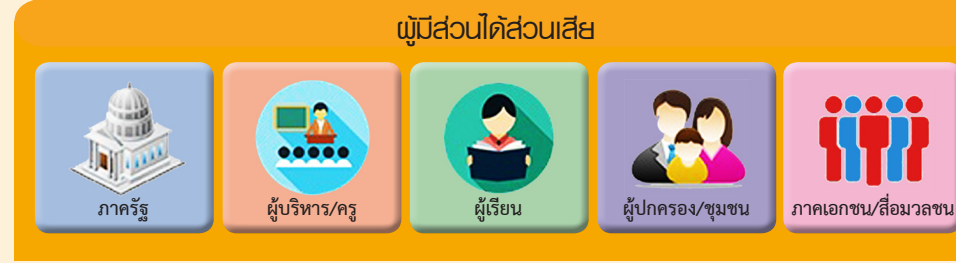 ผู้มีส่วนได้ส่วนเสีย
ภาครัฐ
ผู้บริหาร/ครู
ผู้เรียน
ผู้ปกครอง/ชุมชน
ภาคเอกชน/สื่อมวลชน